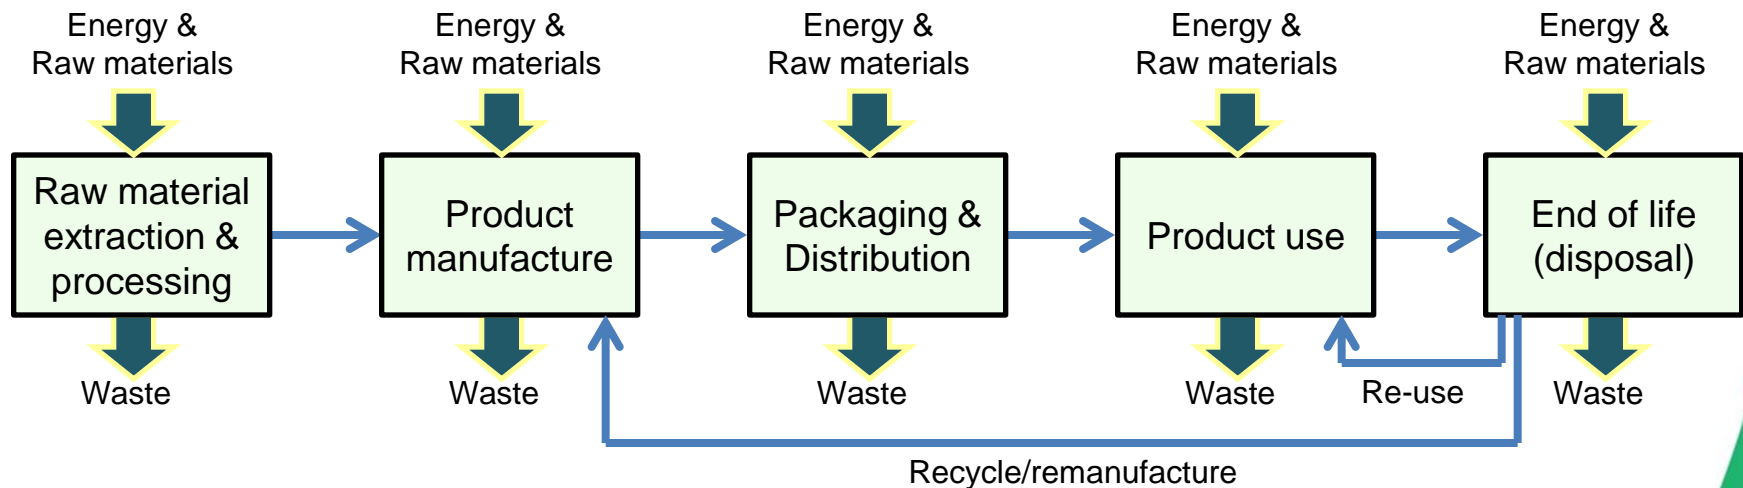 Energy &
Raw materials
Energy &
Raw materials
Energy &
Raw materials
Energy &
Raw materials
Energy &
Raw materials
Raw material
extraction &
processing
Product
manufacture
Packaging &
Distribution
Product use
End of life
(disposal)
Waste
Waste
Waste
Waste
Re-use
Waste
Recycle/remanufacture